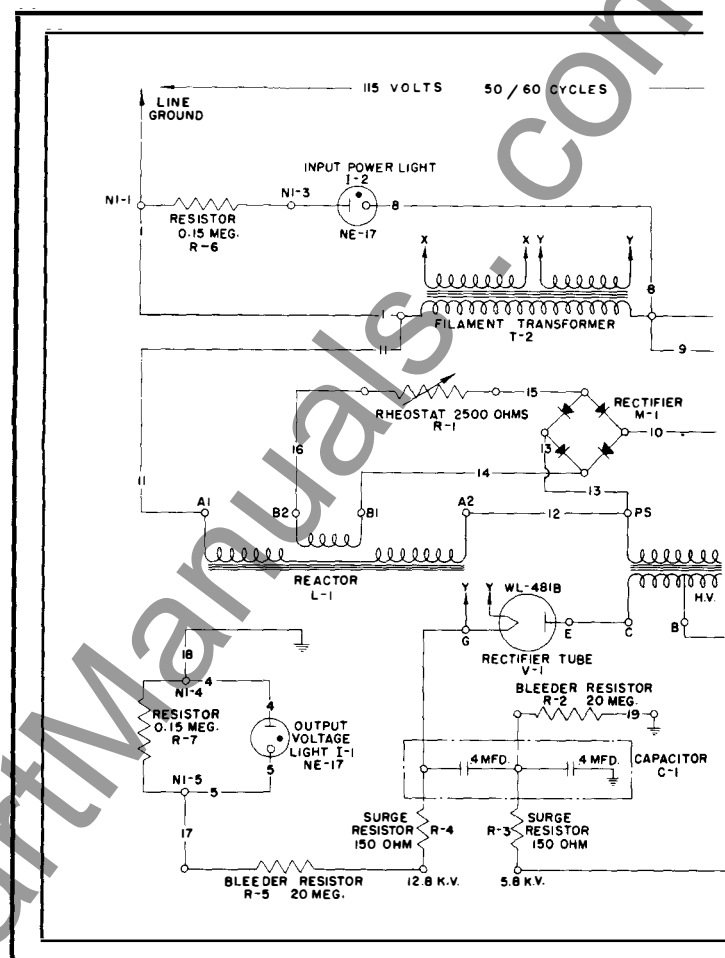 115 VOLTS 50/60 CYCLES
LINE
GROUND
INPUT POWER LIGHT
I-2
N1-1
N1-3
8
RESISTOR
0.15 MEG.
R-6
NE-17
1
X
X
Y
Y
8
1
FILAMENT TRANSFORMER
T-2
11
9
15
RHEOSTAT 2500 OHMS
R-1
RECTIFIER
M-1
10
13
16
14
13
11
A1
B2
B1
A2
12
PS
REACTOR
L-1
H.V.
Y
Y
WL-481B
G
E
C
B
RECTIFIER TUBE
V-1
18
4
N1-4
4
RESISTOR
0.15 MEG.
R-7
OUTPUT
VOLTAGE
LIGHT I-1
NE-17
5
N1-5
5
BLEEDER RESISTOR
R-2 20 MEG.
19
4 MFD.
4 MFD.
CAPACITOR
C-1
17
SURGE
RESISTOR R-4
150 OHM
SURGE
R-3 RESISTOR
150 OHM
BLEEDER RESISTOR
R-5 20 MEG.
12.8 K.V.
5.8 K.V.
artManuals.com